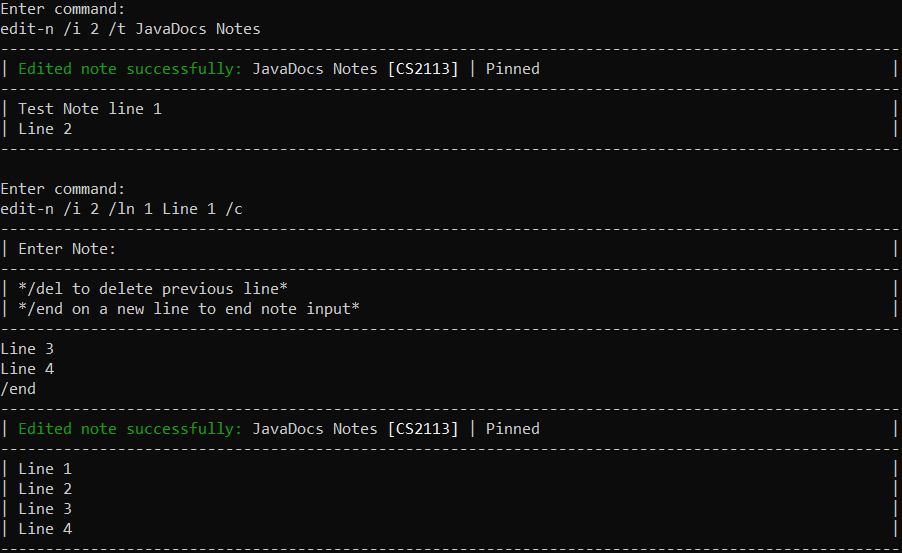 Enter command:
edit-n /i 2 /t JavaDocs Notes
----------------------------------------------------------------------------------------------------
| Edited note successfully: JavaDocs Notes [CS2113] | Pinned |
----------------------------------------------------------------------------------------------------
| Test Note line 1 |
| Line 2 |
----------------------------------------------------------------------------------------------------
Enter command:
edit-n /i 2 /ln 1 Line 1 /c
----------------------------------------------------------------------------------------------------
| Enter Note: |
----------------------------------------------------------------------------------------------------
| */del to delete previous line* |
| */end on a new line to end note input* |
----------------------------------------------------------------------------------------------------
Line 3
Line 4
/end
----------------------------------------------------------------------------------------------------
| Edited note successfully: JavaDocs Notes [CS2113] | Pinned |
----------------------------------------------------------------------------------------------------
| Line 1 |
| Line 2 |
| Line 3 |
| Line 4 |
----------------------------------------------------------------------------------------------------